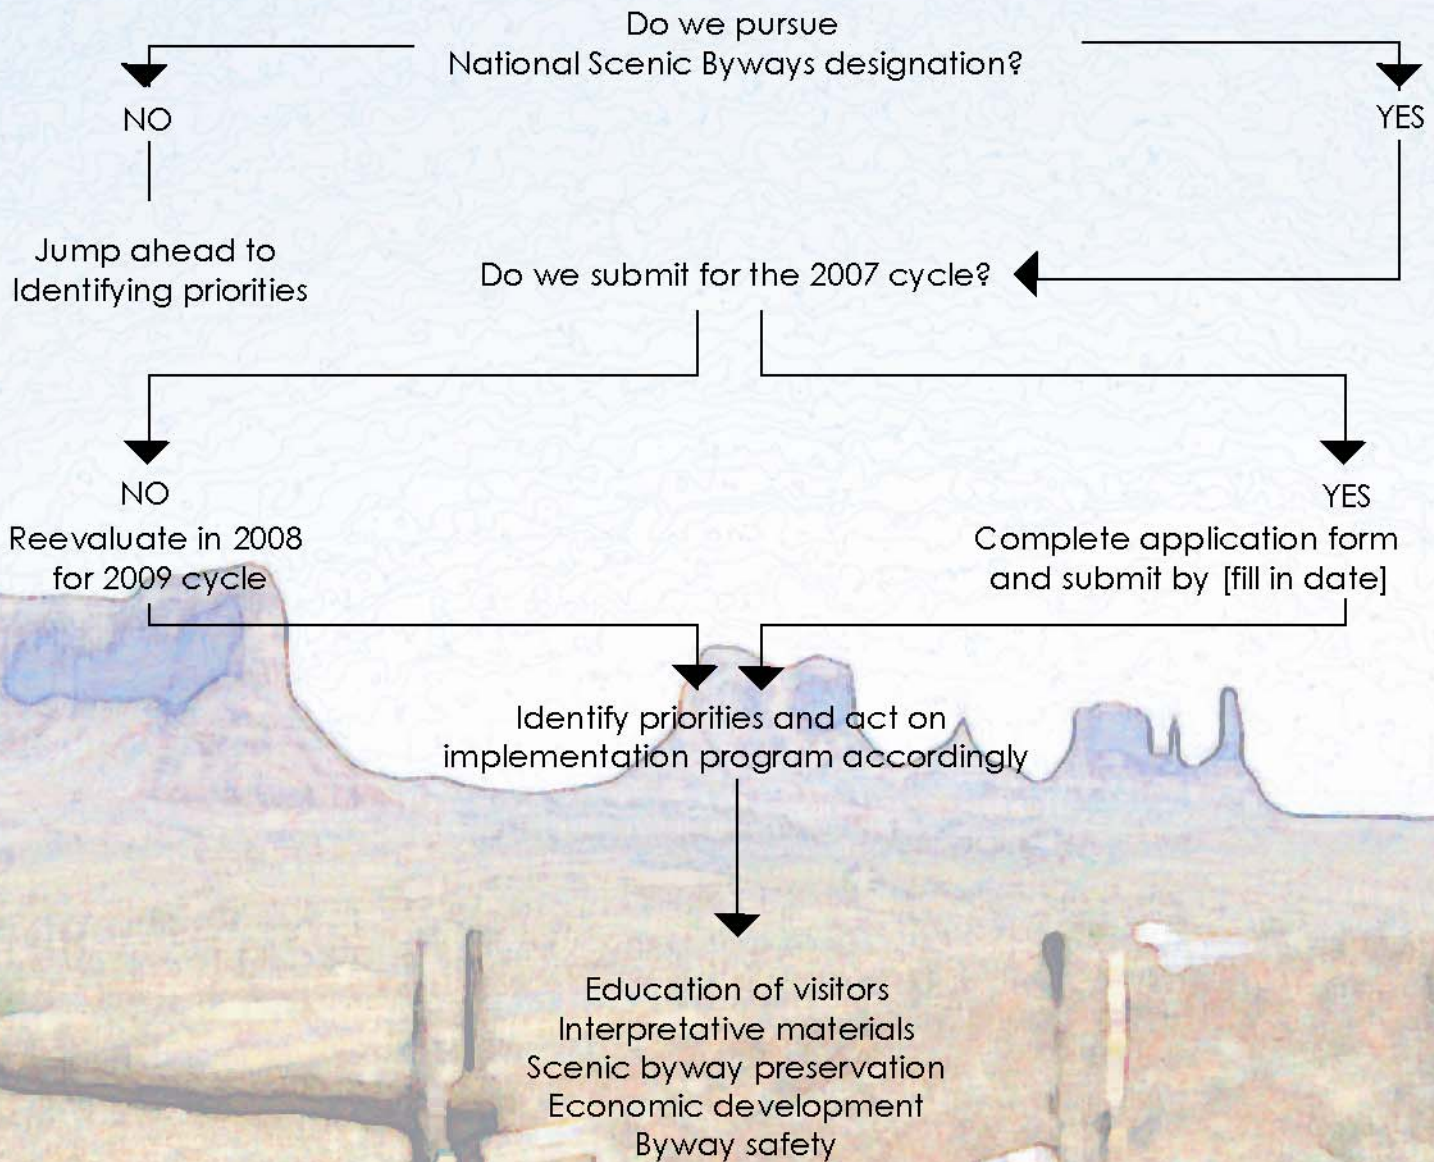 Do we pursue
National Scenic Byways designation?
NO
YES
Jump ahead to
Identifying priorities
Do we submit for the 2007 cycle?
NO
Reevaluate in 2008
for 2009 cycle
YES
Complete application form
and submit by [fill in date]
Identify priorities and act on
implementation program accordingly
Education of visitors
Interpretative materials
Scenic byway preservation
Economic development
Byway safety